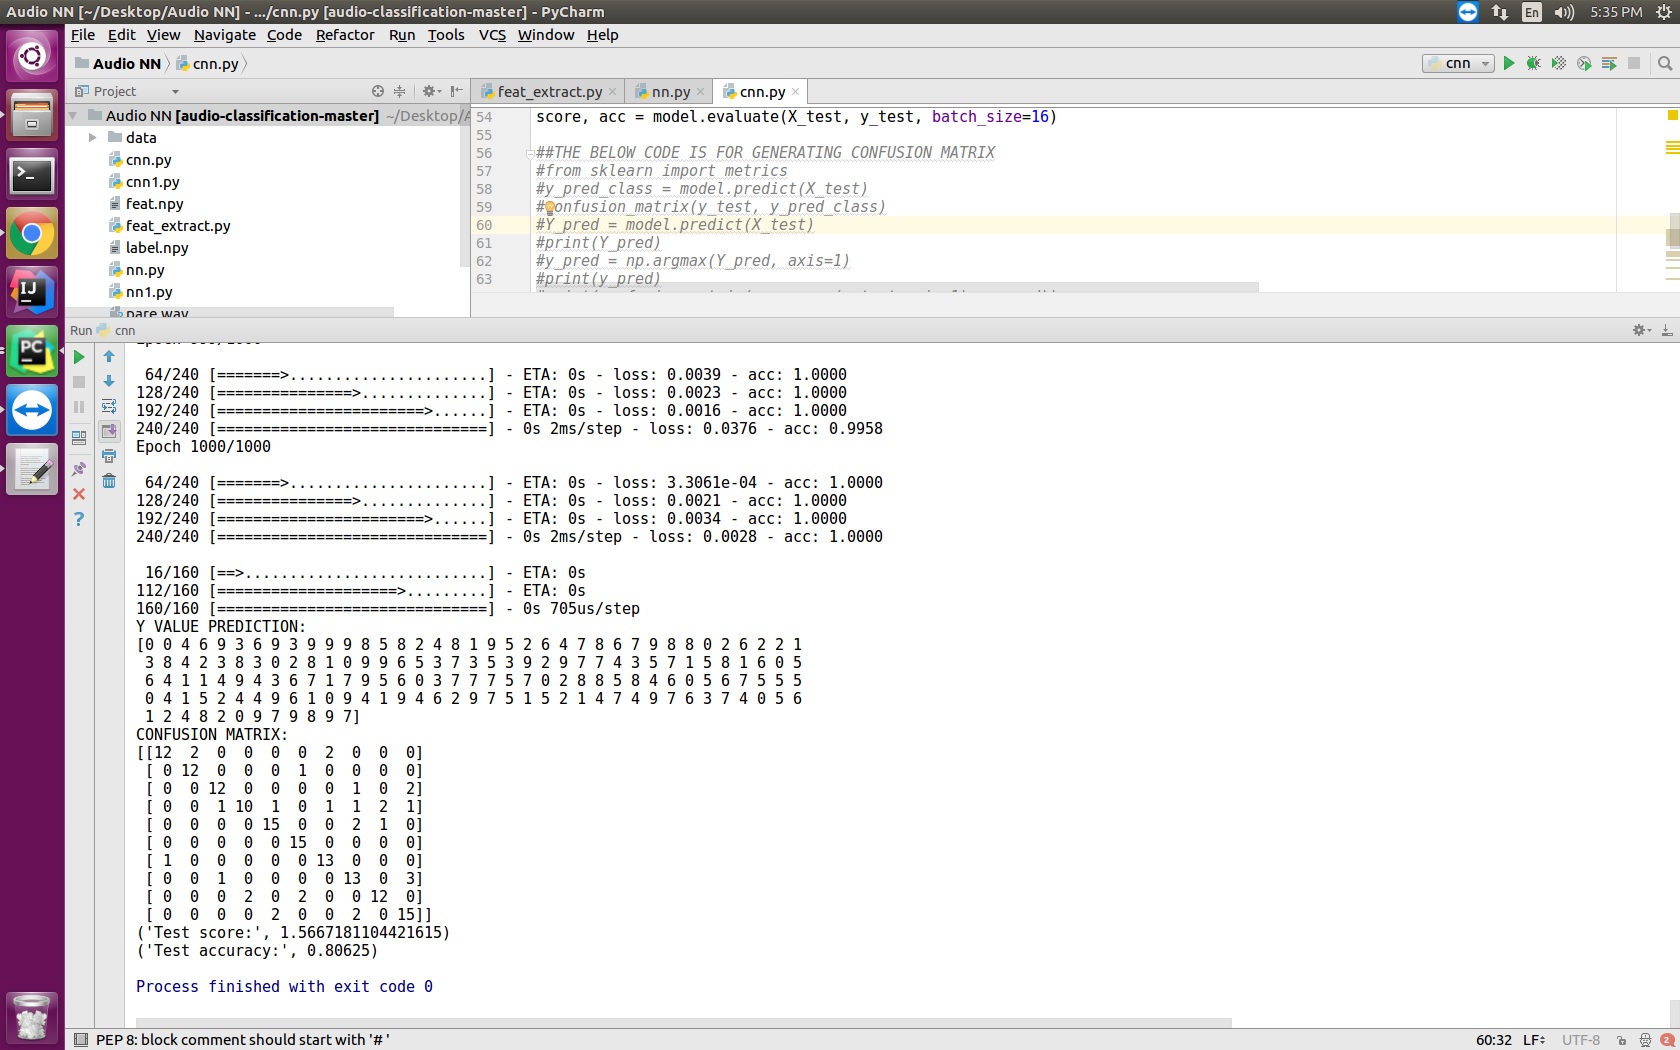 Audio NN [~/Desktop/Audio NN] - .../cnn.py [audio-classification-master] - PyCharm
En
5:35 PM
File Edit View Navigate Code Refactor Run Tools VCS Window Help
Audio NN cnn.py
cnn
Project
feat_extract.py nn.py cnn.py
Audio NN [audio-classification-master] ~/Desktop/A
data
cnn.py
cnn1.py
feat.npy
feat_extract.py
label.npy
nn.py
nn1.py
pare.wav
54 score, acc = model.evaluate(X_test, y_test, batch_size=16)
55
56 ##THE BELOW CODE IS FOR GENERATING CONFUSION MATRIX
57 #from sklearn import metrics
58 #y_pred_class = model.predict(X_test)
59 #onfusion_matrix(y_test, y_pred_class)
60 #Y_pred = model.predict(X_test)
61 #print(Y_pred)
62 #y_pred = np.argmax(Y_pred, axis=1)
63 #print(y_pred)
Run cnn
64/240 [=======>......................] - ETA: 0s - loss: 0.0039 - acc: 1.0000
128/240 [===============>..............] - ETA: 0s - loss: 0.0023 - acc: 1.0000
192/240 [=======================>......] - ETA: 0s - loss: 0.0016 - acc: 1.0000
240/240 [==============================] - 0s 2ms/step - loss: 0.0376 - acc: 0.9958
Epoch 1000/1000
64/240 [=======>......................] - ETA: 0s - loss: 3.3061e-04 - acc: 1.0000
128/240 [===============>..............] - ETA: 0s - loss: 0.0021 - acc: 1.0000
192/240 [=======================>......] - ETA: 0s - loss: 0.0034 - acc: 1.0000
240/240 [==============================] - 0s 2ms/step - loss: 0.0028 - acc: 1.0000
16/160 [==>...........................] - ETA: 0s
112/160 [====================>.........] - ETA: 0s
160/160 [==============================] - 0s 705us/step
Y VALUE PREDICTION:
[0 0 4 6 9 3 6 9 3 9 9 9 8 5 8 2 4 8 1 9 5 2 6 4 7 8 6 7 9 8 8 0 2 6 2 2 1
3 8 4 2 3 8 3 0 2 8 1 0 9 9 6 5 3 7 3 5 3 9 2 9 7 7 4 3 5 7 1 5 8 1 6 0 5
6 4 1 1 4 9 4 3 6 7 1 7 9 5 6 0 3 7 7 7 5 7 0 2 8 8 5 8 4 6 0 5 6 7 5 5 5
0 4 1 5 2 4 4 9 6 1 0 9 4 1 9 4 6 2 9 7 5 1 5 2 1 4 7 4 9 7 6 3 7 4 0 5 6
1 2 4 8 2 0 9 7 9 8 9 7]
CONFUSION MATRIX:
[[12 2 0 0 0 0 2 0 0 0]
[ 0 12 0 0 0 1 0 0 0 0]
[ 0 0 12 0 0 0 0 1 0 2]
[ 0 0 1 10 1 0 1 1 2 1]
[ 0 0 0 0 15 0 0 2 1 0]
[ 0 0 0 0 0 15 0 0 0 0]
[ 1 0 0 0 0 0 13 0 0 0]
[ 0 0 1 0 0 0 0 13 0 3]
[ 0 0 0 2 0 2 0 0 12 0]
[ 0 0 0 0 2 0 0 2 0 15]]
('Test score:', 1.5667181104421615)
('Test accuracy:', 0.80625)
Process finished with exit code 0
PEP 8: block comment should start with '# '
60:32 LF UTF-8 2